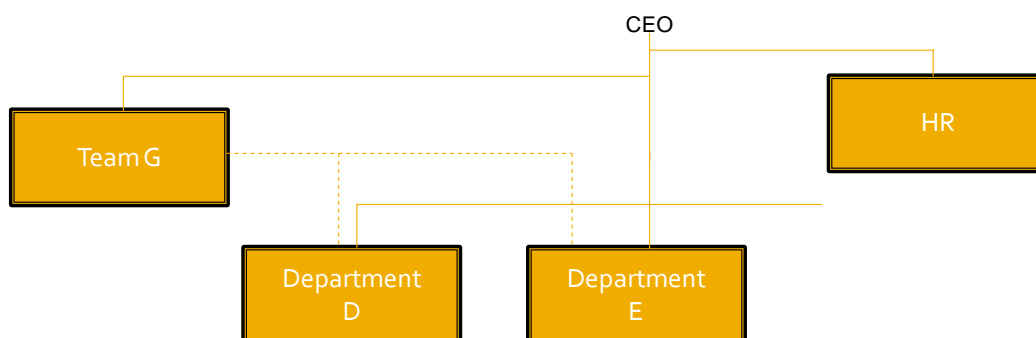 CEO
HR
Team G
Department
D
Department
E